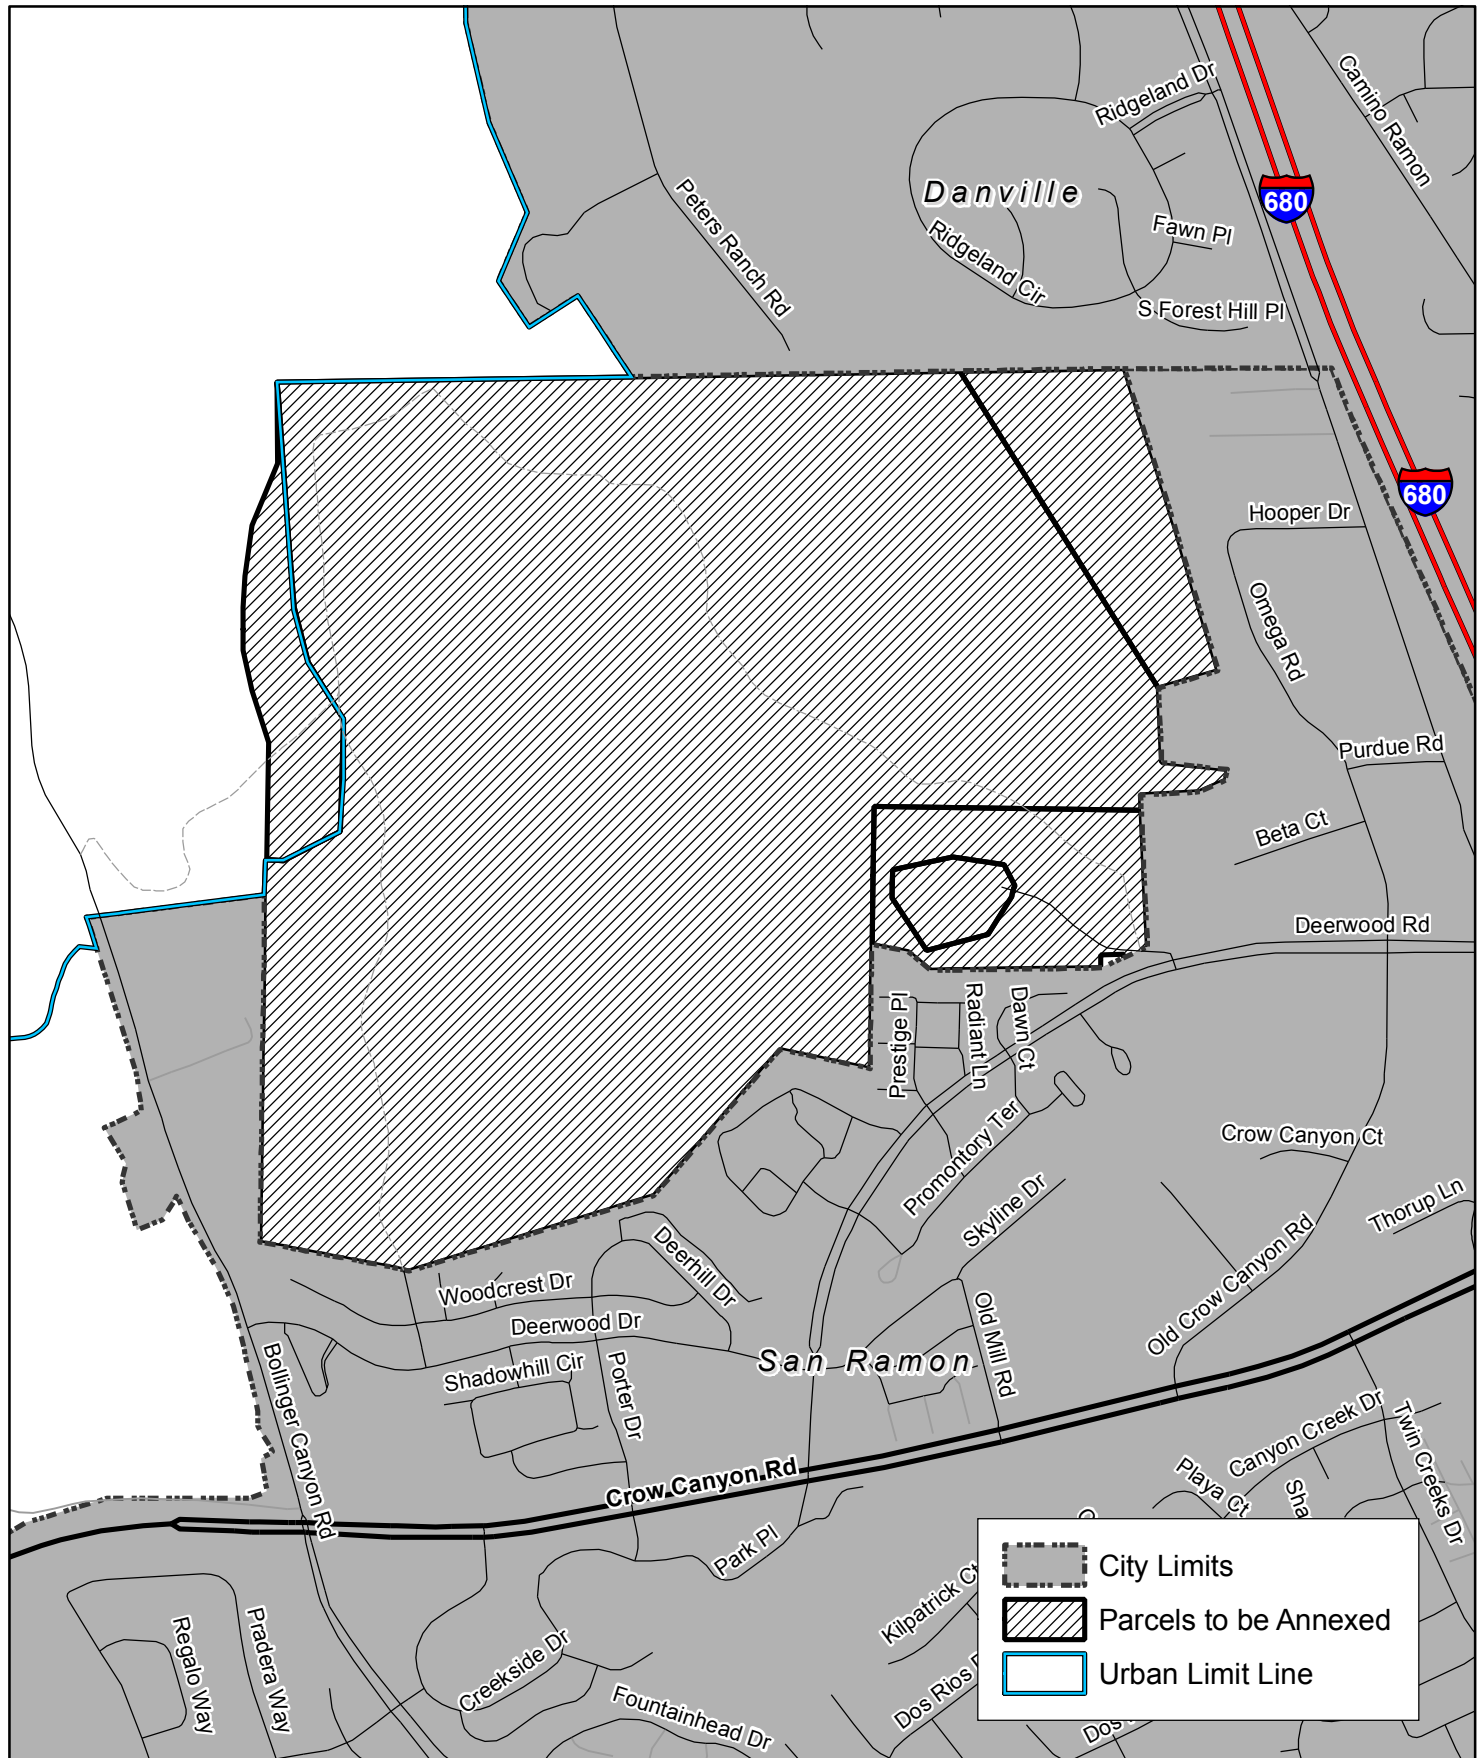 Ridgeland Dr
Camino Ramon
680
Danville
Peters Ranch Rd
Fawn Pl
Ridgeland Cir
S Forest Hill Pl
680
Hooper Dr
Omega Rd
Purdue Rd
Beta Ct
Deerwood Rd
Prestige Pl
Radiant Ln
Dawn Ct
Promontory Ter
Crow Canyon Ct
Skyline Dr
Thorup Ln
Deerhill Dr
Old Crow Canyon Rd
Woodcrest Dr
Deerwood Dr
Old Mill Rd
San Ramon
Shadowhill Cir
Porter Dr
Bollinger Canyon Rd
Crow Canyon Rd
Canyon Creek Dr
Twin Creeks Dr
Playa Ct
Sha
Park Pl
Kilpatrick Ct
Regalo Way
Pradera Way
Creekside Dr
Fountainhead Dr
Dos Rios
Dos
City Limits
Parcels to be Annexed
Urban Limit Line